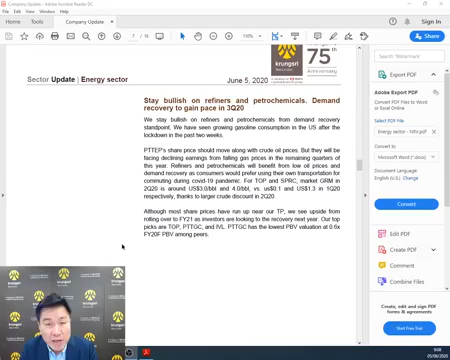 Company Update - Adobe Acrobat Reader DC
File Edit View Window Help
Home Tools Company Update ×
Sign In
7 / 16
110%
Share
krungsri
75th
Anniversary
Sector Update | Energy sector
June 5, 2020
Stay bullish on refiners and petrochemicals. Demand
recovery to gain pace in 3Q20
We stay bullish on refiners and petrochemicals from demand recovery
standpoint. We have seen growing gasoline consumption in the US after the
lockdown in the past two weeks.
PTTEP's share price should move along with crude oil prices. But they will be
facing declining earnings from falling gas prices in the remaining quarters of
this year. Refiners and petrochemicals will benefit from low oil prices and
demand recovery as consumers would prefer using their own transportation for
commuting during covid-19 pandemic. For TOP and SPRC, market GRM in
2Q20 is around US$3.0/bbl and 4.0/bbl, vs. us$0.1 and US$1.3 in 1Q20
respectively, thanks to larger crude discount in 2Q20.
Although most share prices have run up near our TP, we see upside from
rolling over to FY21 as investors are looking to the recovery next year. Our top
picks are TOP, PTTGC, and IVL. PTTGC has the lowest PBV valuation at 0.6x
FY20F PBV among peers.
Search 'Watermark'
Export PDF
Adobe Export PDF
Convert PDF Files to Word
or Excel Online
Select PDF File
Convert to
Microsoft Word (*.docx)
Document Language:
English (U.S.) Change
Convert
Edit PDF
Create PDF
Comment
Combine Files
Create, edit and sign PDF
forms & agreements
Start Free Trial
krungsri
9:08
05/06/2020